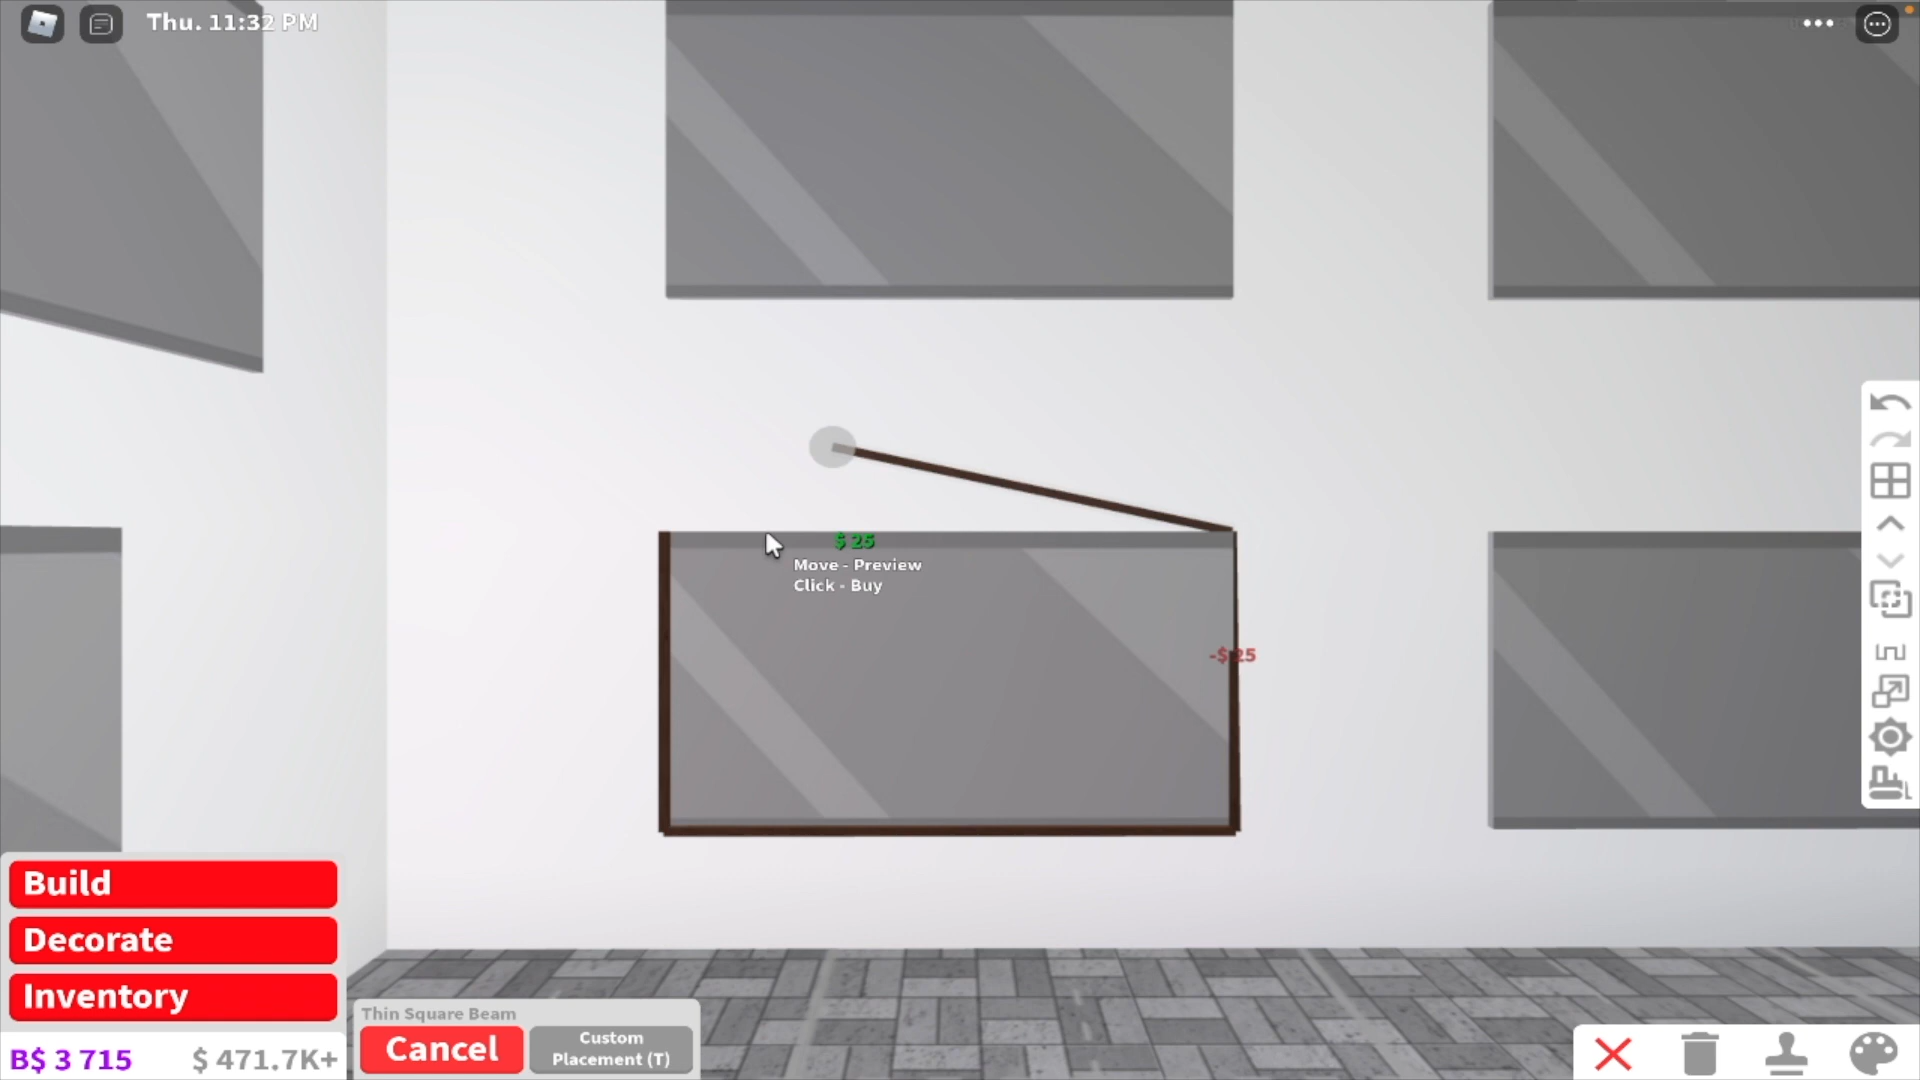 Thu. 11:32 PM
$ 25
Move - Preview
Click - Buy
-$ 25
Build
Decorate
Inventory
B$ 3 715
$ 471.7K+
Thin Square Beam
Cancel
Custom
Placement (T)